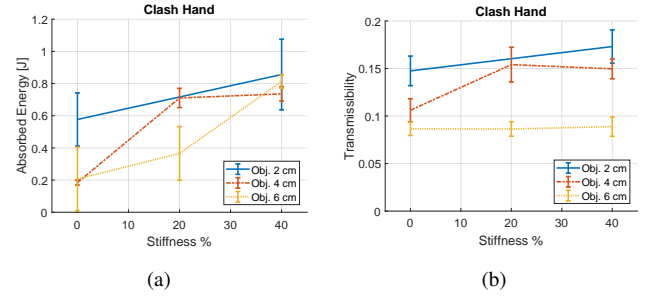 Clash Hand
Absorbed Energy [J]
1.2
1
0.8
0.6
0.4
0.2
0
0
20
40
Stiffness %
Obj. 2 cm
Obj. 4 cm
Obj. 6 cm
(a)
Clash Hand
Transmissibility
0.2
0.15
0.1
0.05
0
0
10
20
30
40
Stiffness %
Obj. 2 cm
Obj. 4 cm
Obj. 6 cm
(b)